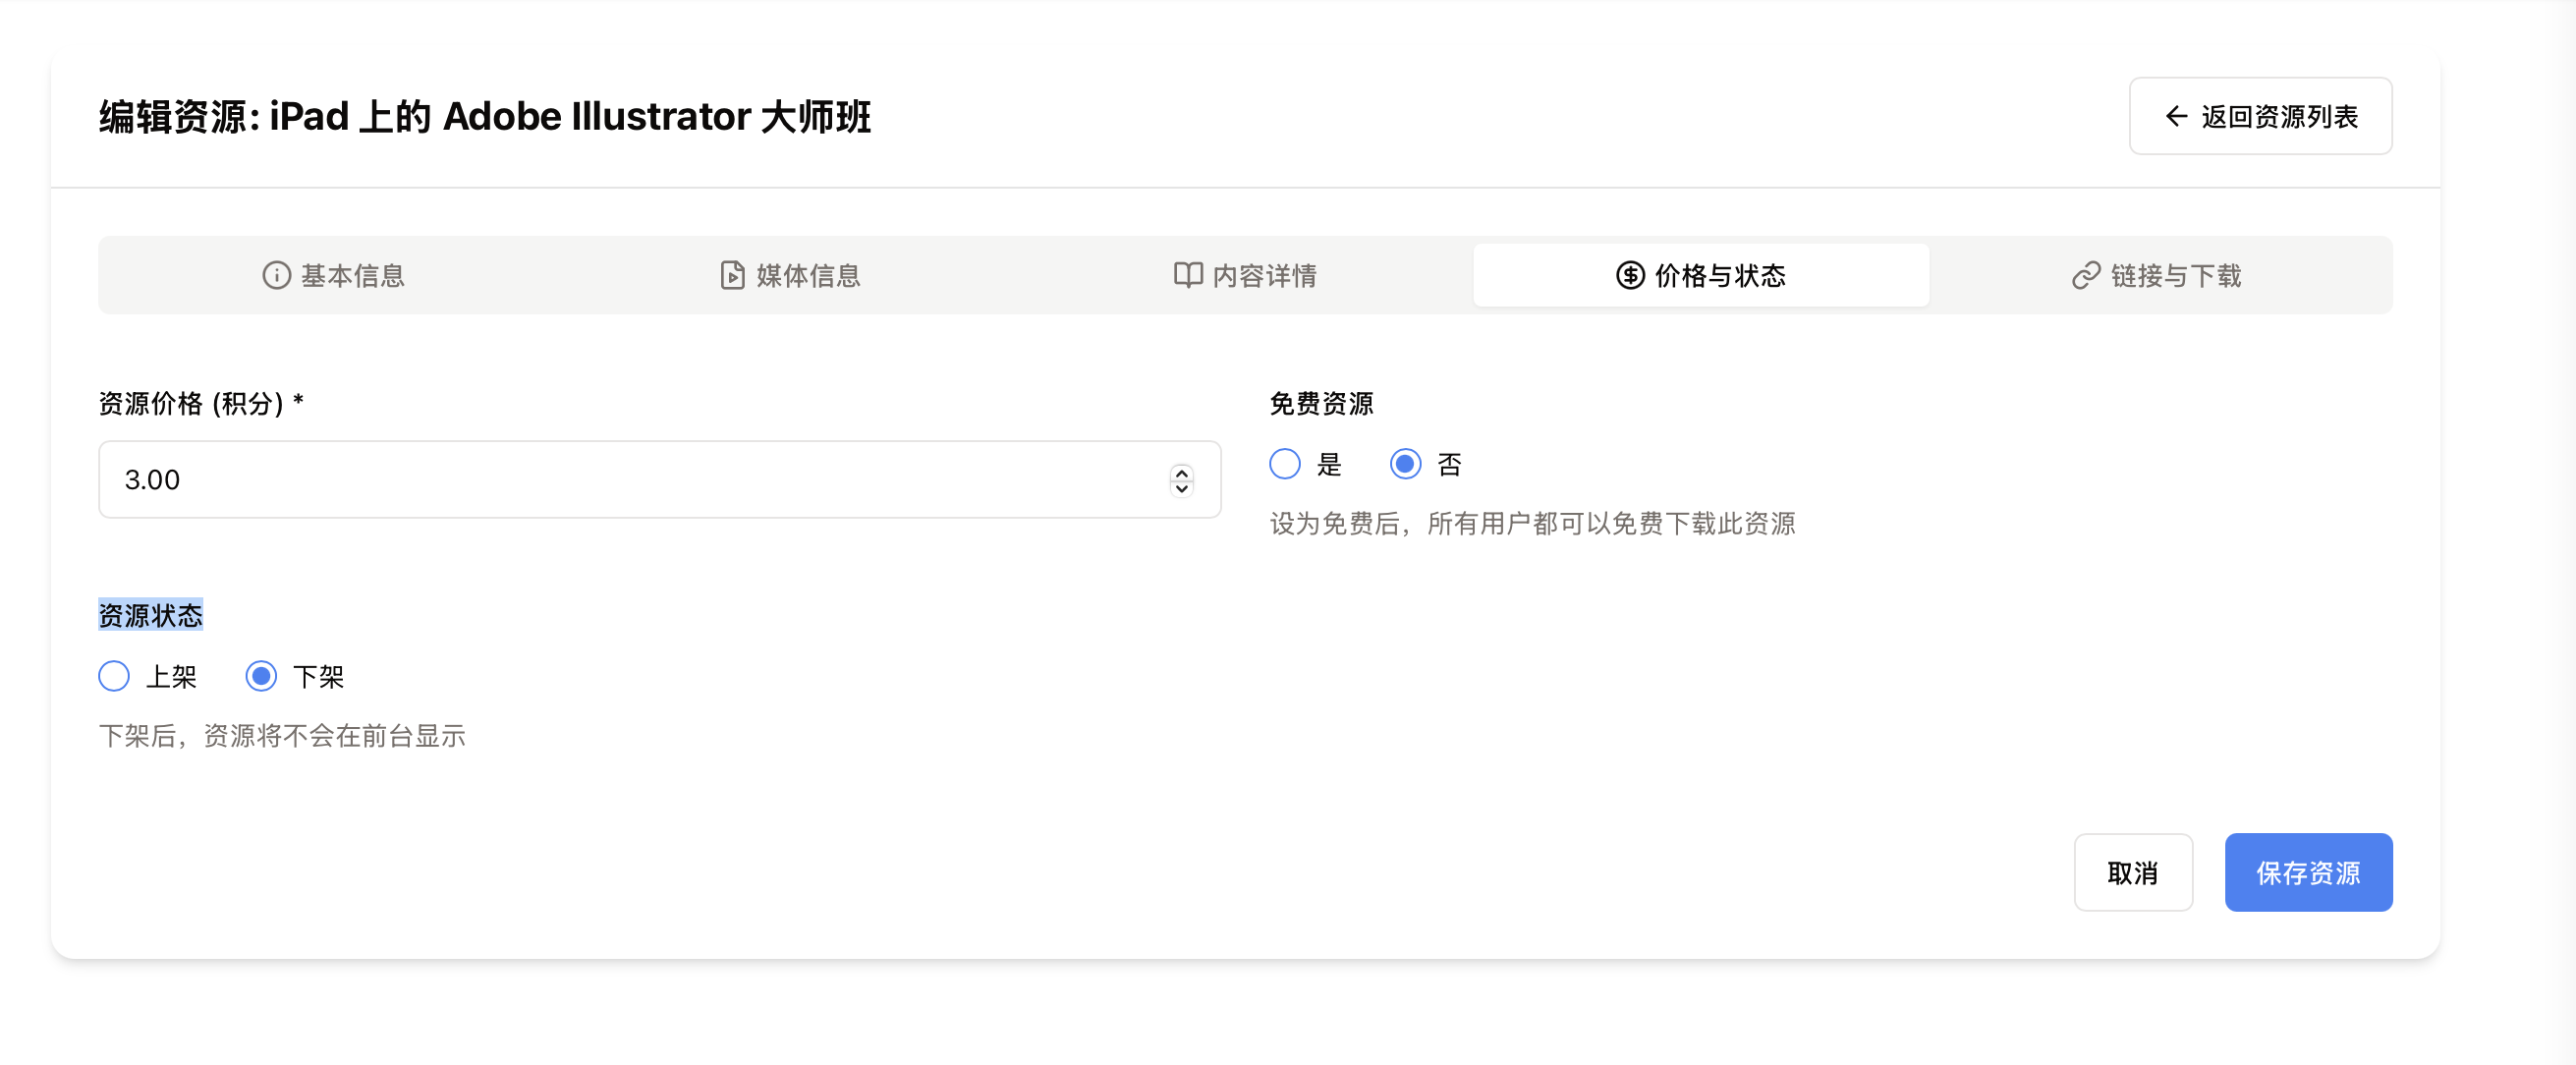 编辑资源: iPad 上的 Adobe Illustrator 大师班
返回资源列表
基本信息
媒体信息
内容详情
价格与状态
链接与下载
资源价格 (积分) *
3.00
免费资源
是
否
设为免费后，所有用户都可以免费下载此资源
资源状态
上架
下架
下架后，资源将不会在前台显示
取消
保存资源